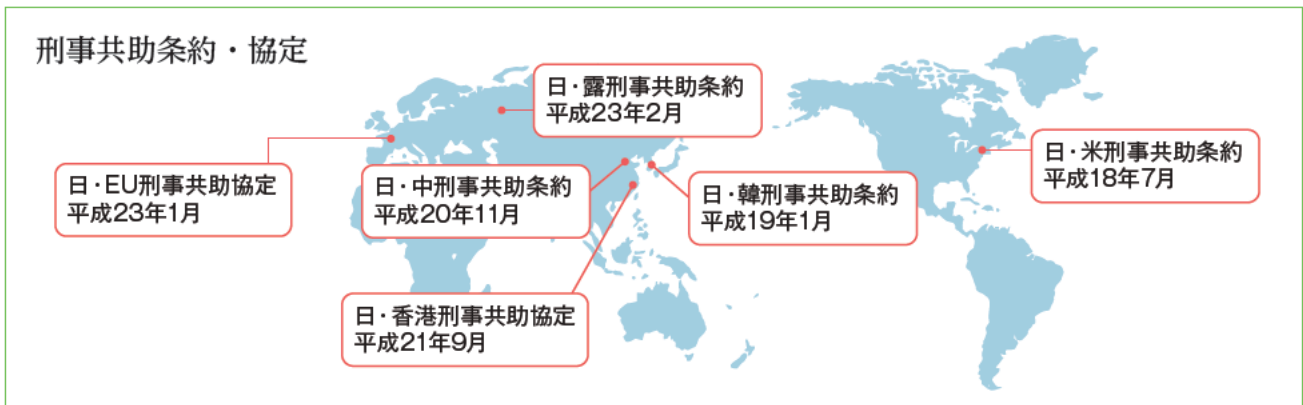 刑事共助条約・協定
日・露刑事共助条約
平成23年2月
日・米刑事共助条約
平成18年7月
日・EU刑事共助協定
平成23年1月
日・中刑事共助条約
平成20年11月
日・韓刑事共助条約
平成19年1月
日・香港刑事共助協定
平成21年9月